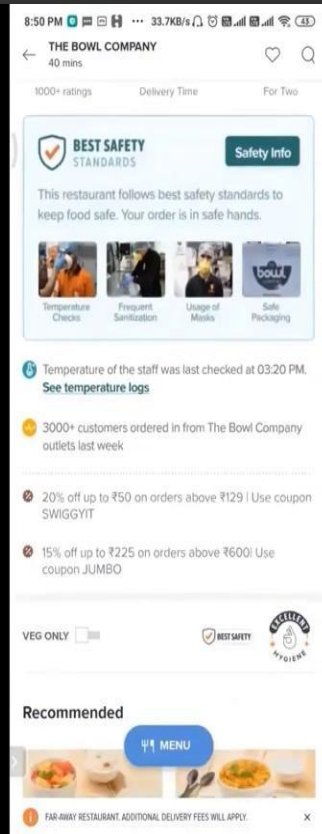 8:50 PM ... 33.7KB/s 43
THE BOWL COMPANY
40 mins
1000+ ratings Delivery Time For Two
BEST SAFETY
STANDARDS
Safety Info
This restaurant follows best safety standards to
keep food safe. Your order is in safe hands.
bowl
Temperature Frequent Usage of Safe
Checks Sanitization Masks Packaging
Temperature of the staff was last checked at 03:20 PM.
See temperature logs
3000+ customers ordered in from The Bowl Company
outlets last week
20% off up to ₹50 on orders above ₹129 | Use coupon
SWIGGYIT
15% off up to ₹225 on orders above ₹600| Use
coupon JUMBO
VEG ONLY
BEST SAFETY
EXCELLENT
HYGIENE
Recommended
MENU
FAR-AWAY RESTAURANT. ADDITIONAL DELIVERY FEES WILL APPLY. X